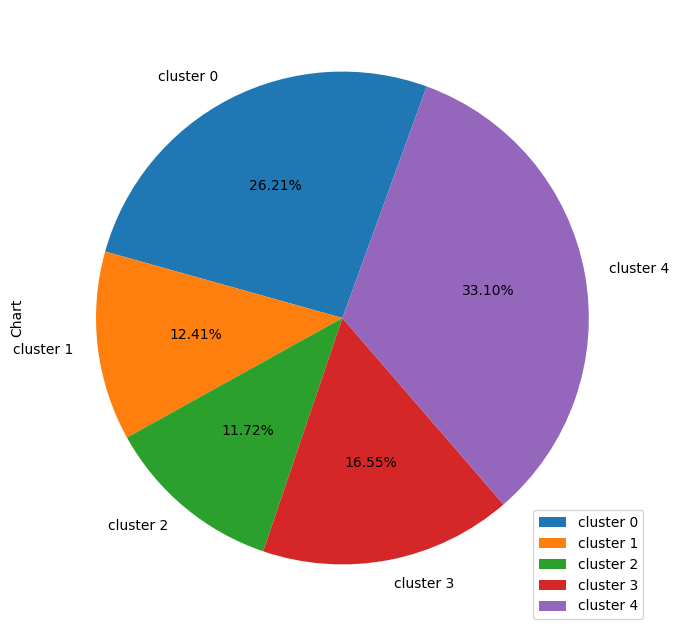 cluster 0
26.21%
cluster 4
33.10%
Chart
12.41%
cluster 1
11.72%
16.55%
cluster 2
cluster 3
cluster 0
cluster 1
cluster 2
cluster 3
cluster 4